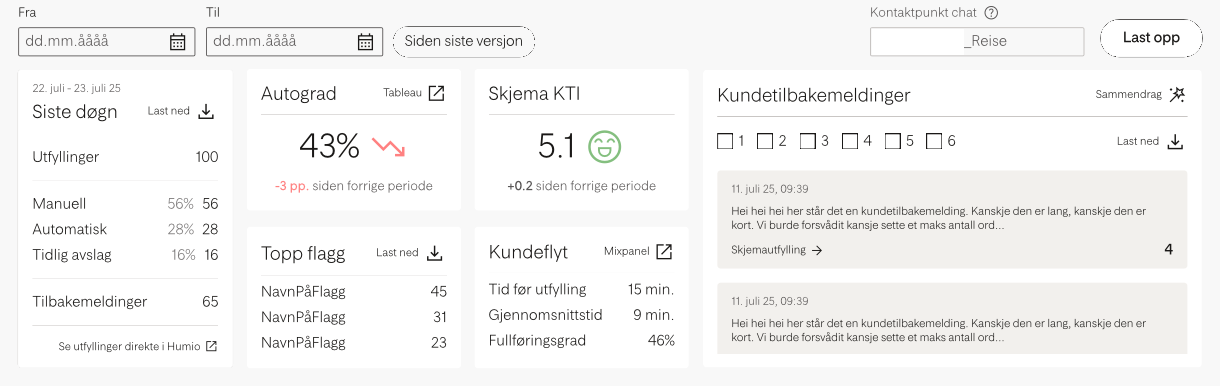 Fra
Til
Kontaktpunkt chat ?
dd.mm.åååå
dd.mm.åååå
Siden siste versjon
_Reise
Last opp
22. juli - 23. juli 25
Siste døgn
Last ned
Utfyllinger 100
Manuell 56% 56
Automatisk 28% 28
Tidlig avslag 16% 16
Tilbakemeldinger 65
Se utfyllinger direkte i Humio
Autograd
Tableau
43%
-3 pp. siden forrige periode
Skjema KTI
5.1
+0.2 siden forrige periode
Topp flagg
Last ned
NavnPåFlagg 45
NavnPåFlagg 31
NavnPåFlagg 23
Kundeflyt
Mixpanel
Tid før utfylling 15 min.
Gjennomsnittstid 9 min.
Fullføringsgrad 46%
Kundetilbakemeldinger
Sammendrag
1 2 3 4 5 6
Last ned
11. juli 25, 09:39
Hei hei hei her står det en kundetilbakemelding. Kanskje den er lang, kanskje den er
kort. Vi burde forsvådit kansje sette et maks antall ord...
Skjemautfylling → 4
11. juli 25, 09:39
Hei hei hei her står det en kundetilbakemelding. Kanskje den er lang, kanskje den er
kort. Vi burde forsvådit kansje sette et maks antall ord...